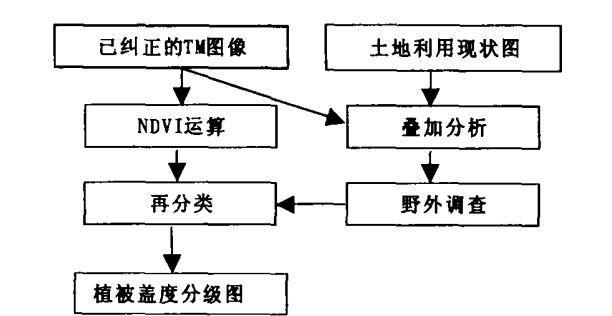 已纠正的TM图像
土地利用现状图
NDVI运算
叠加分析
再分类
野外调查
植被盖度分级图